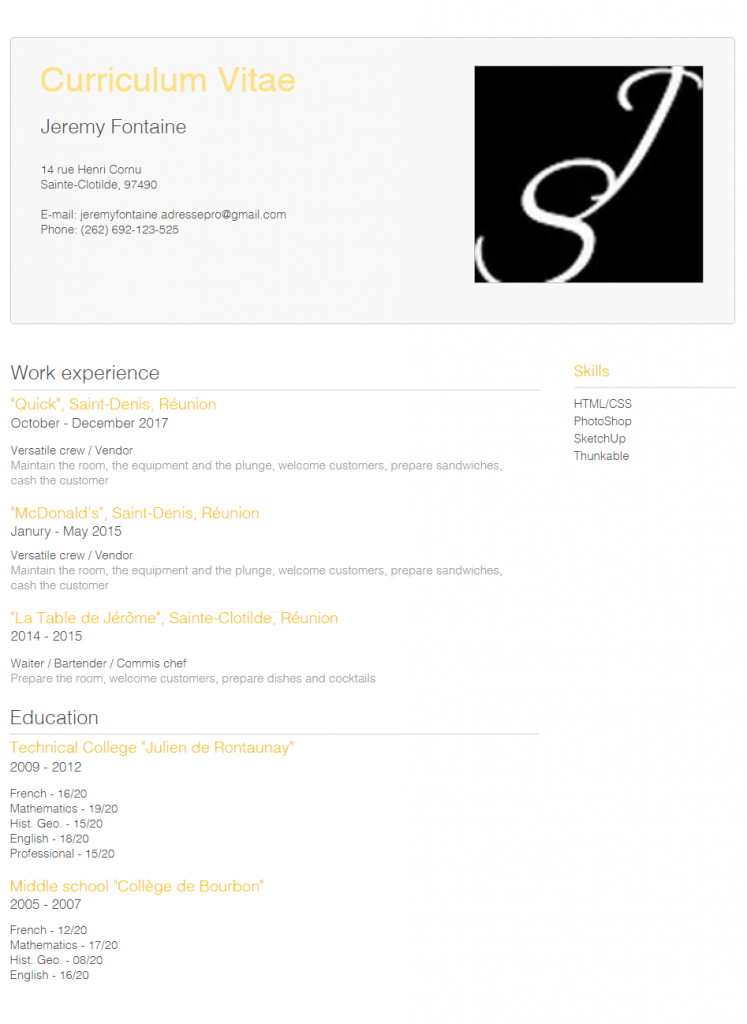 Curriculum Vitae
Jeremy Fontaine
14 rue Henri Cornu
Sainte-Clotilde, 97490
E-mail: jeremyfontaine.adressepro@gmail.com
Phone: (262) 692-123-525
Work experience
"Quick", Saint-Denis, Réunion
October - December 2017
Versatile crew / Vendor
Maintain the room, the equipment and the plunge, welcome customers, prepare sandwiches,
cash the customer
"McDonald's", Saint-Denis, Réunion
Janury - May 2015
Versatile crew / Vendor
Maintain the room, the equipment and the plunge, welcome customers, prepare sandwiches,
cash the customer
"La Table de Jérôme", Sainte-Clotilde, Réunion
2014 - 2015
Waiter / Bartender / Commis chef
Prepare the room, welcome customers, prepare dishes and cocktails
Education
Technical College "Julien de Rontaunay"
2009 - 2012
French - 16/20
Mathematics - 19/20
Hist. Geo. - 15/20
English - 18/20
Professional - 15/20
Middle school "Collège de Bourbon"
2005 - 2007
French - 12/20
Mathematics - 17/20
Hist. Geo. - 08/20
English - 16/20
Skills
HTML/CSS
PhotoShop
SketchUp
Thunkable